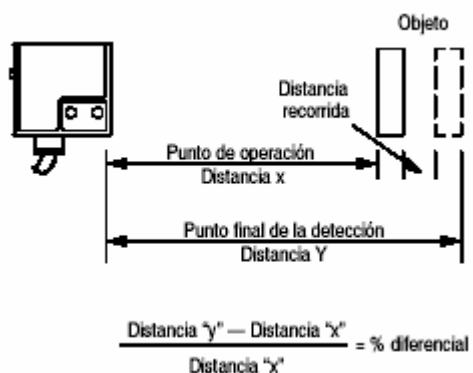 Objeto
Distancia
recorrida
Punto de operación
Distancia x
Punto final de la detección
Distancia Y
Distancia "y" — Distancia "x"
= % diferencial
Distancia "x"